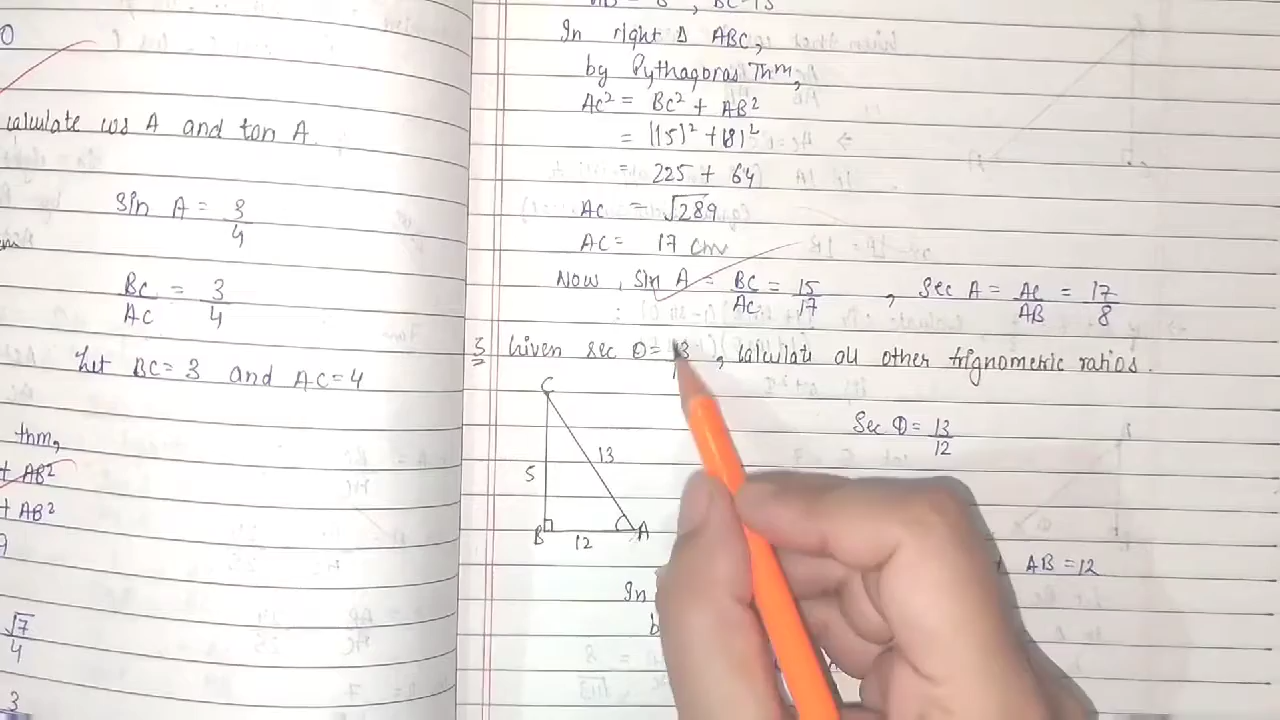 calculate cos A and tan A.
Sin A = 3/4
BC/AC = 3/4
Let BC = 3 and AC = 4
thm,
+ AB²
+ AB²
√7/4
3
In right Δ ABC,
by Pythagoras Thm,
AC² = BC² + AB²
= (15)² + (8)²
= 225 + 64
AC = √289
AC = 17 cm
Now, Sin A = BC/AC = 15/17 , Sec A = AC/AB = 17/8
5 Given sec θ = 13 , calculate all other trignometric ratios.
C
Sec θ = 13/12
13
5
B 12 A
AB = 12
In